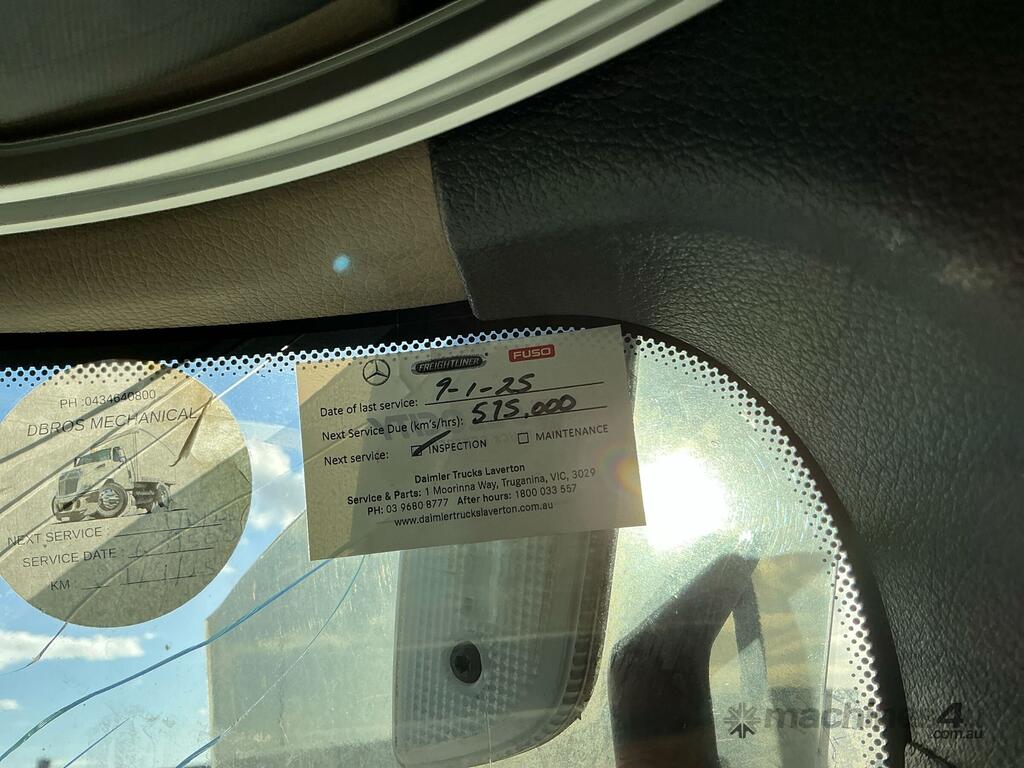 PH :0434640800
DBROS MECHANICAL
NEXT SERVICE :
SERVICE DATE :
KM :
FREIGHTLINER
FUSO
Date of last service: 9-1-25
Next Service Due (km's/hrs): 595,000
Next service: INSPECTION MAINTENANCE
Daimler Trucks Laverton
Service & Parts: 1 Moorinna Way, Truganina, VIC, 3029
PH: 03 9680 8777 After hours: 1800 033 557
www.daimlertruckslaverton.com.au
machines4u
.com.au